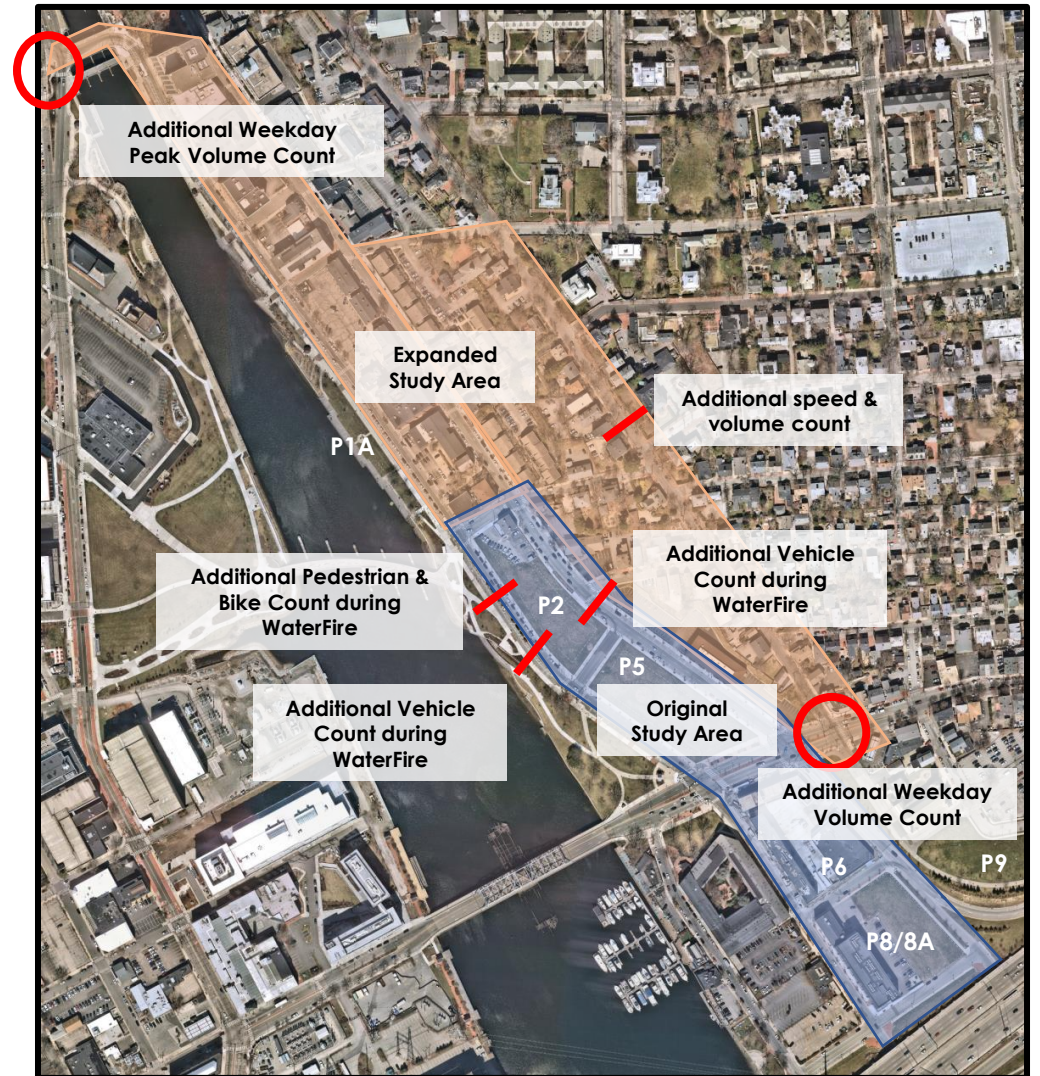 Additional Weekday
Peak Volume Count
Expanded
Study Area
Additional speed &
volume count
P1A
Additional Pedestrian &
Bike Count during
WaterFire
P2
Additional Vehicle
Count during
WaterFire
P5
Additional Vehicle
Count during
WaterFire
Original
Study Area
Additional Weekday
Volume Count
P6
P9
P8/8A